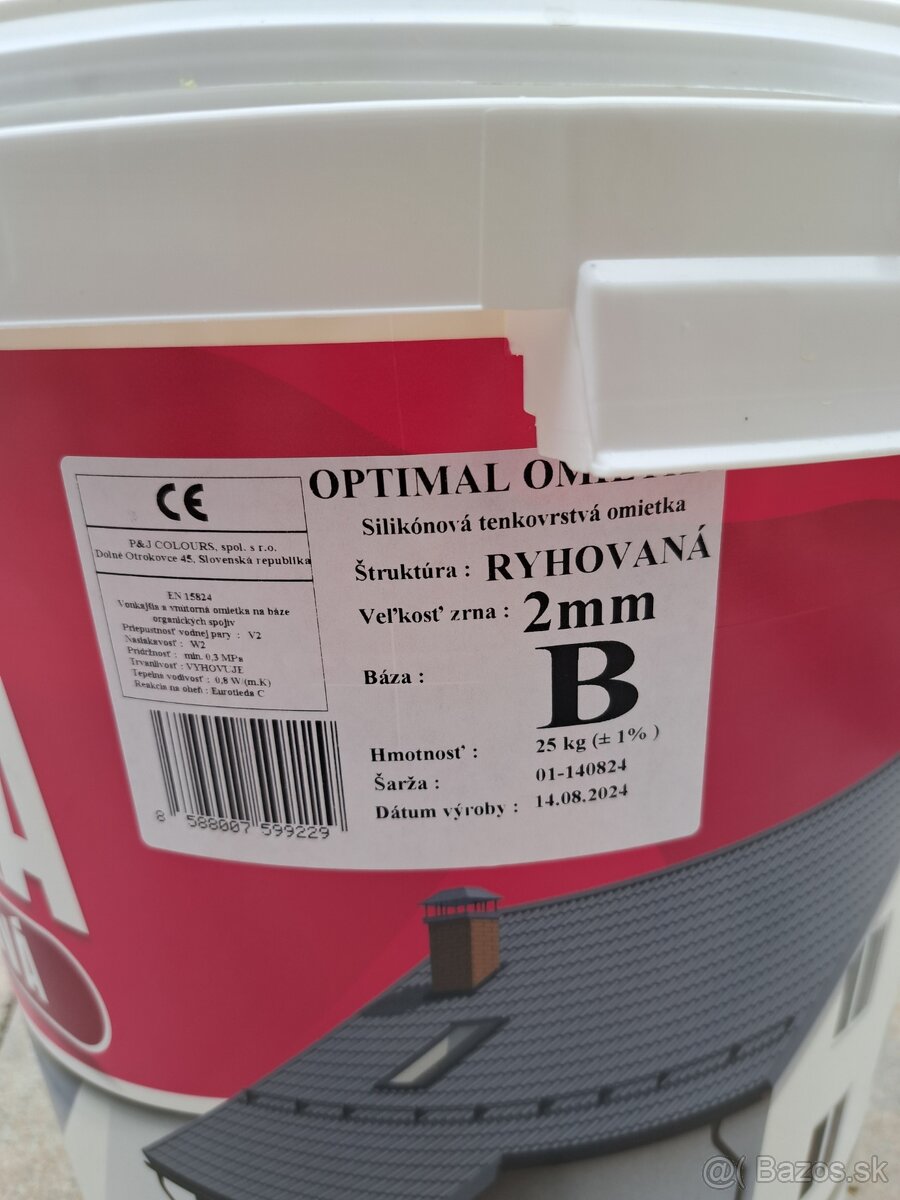 CE
P&J COLOURS, spol. s r.o.
Dolné Otrokovce 45, Slovenská republika
EN 15824
Vonkajšia a vnútorná omietka na báze
organických spojív
Priepustnosť vodnej pary : V2
Nasiakavosť : W2
Pridržnosť : min. 0,3 MPa
Trvanlivosť : VYHOVUJE
Tepelná vodivosť : 0,8 W/(m.K)
Reakcia na oheň : Eurotrieda C
8 588007 599229
OPTIMAL
Silikónová tenkovrstvá omietka
Štruktúra : RYHOVANÁ
Veľkosť zrna : 2mm
Báza : B
Hmotnosť : 25 kg (± 1% )
Šarža : 01-140824
Dátum výroby : 14.08.2024
A
@( Bazos.sk